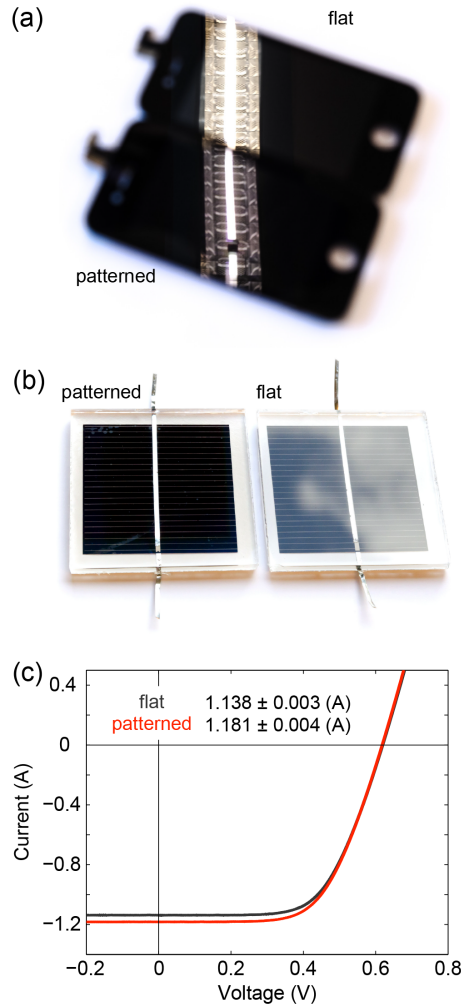 (a)
flat
patterned
(b)
patterned
flat
(c)
0.4
0
−0.4
−0.8
−1.2
Current (A)
flat 1.138 ± 0.003 (A)
patterned 1.181 ± 0.004 (A)
−0.2 0 0.2 0.4 0.6 0.8
Voltage (V)